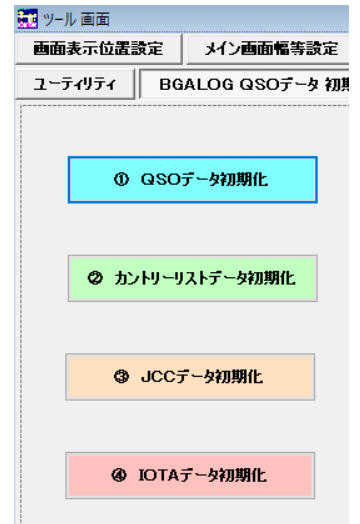 ツール 画面
画面表示位置設定 メイン画面幅等設定
ユーティリティ BGALOG QSOデータ 初期
① QSOデータ初期化
② カントリーリストデータ初期化
③ JCCデータ初期化
④ IOTAデータ初期化